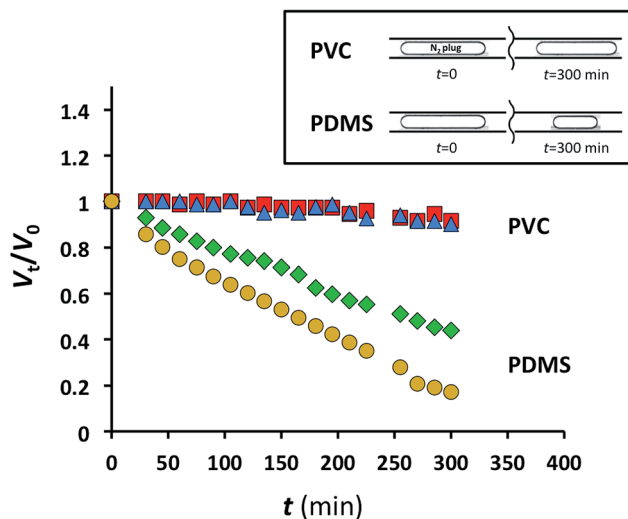 PVC
N₂ plug
t=0
t=300 min
PDMS
t=0
t=300 min
1.4
1.2
1
0.8
0.6
0.4
0.2
0
Vt/V0
PVC
PDMS
0 50 100 150 200 250 300 350 400
t (min)